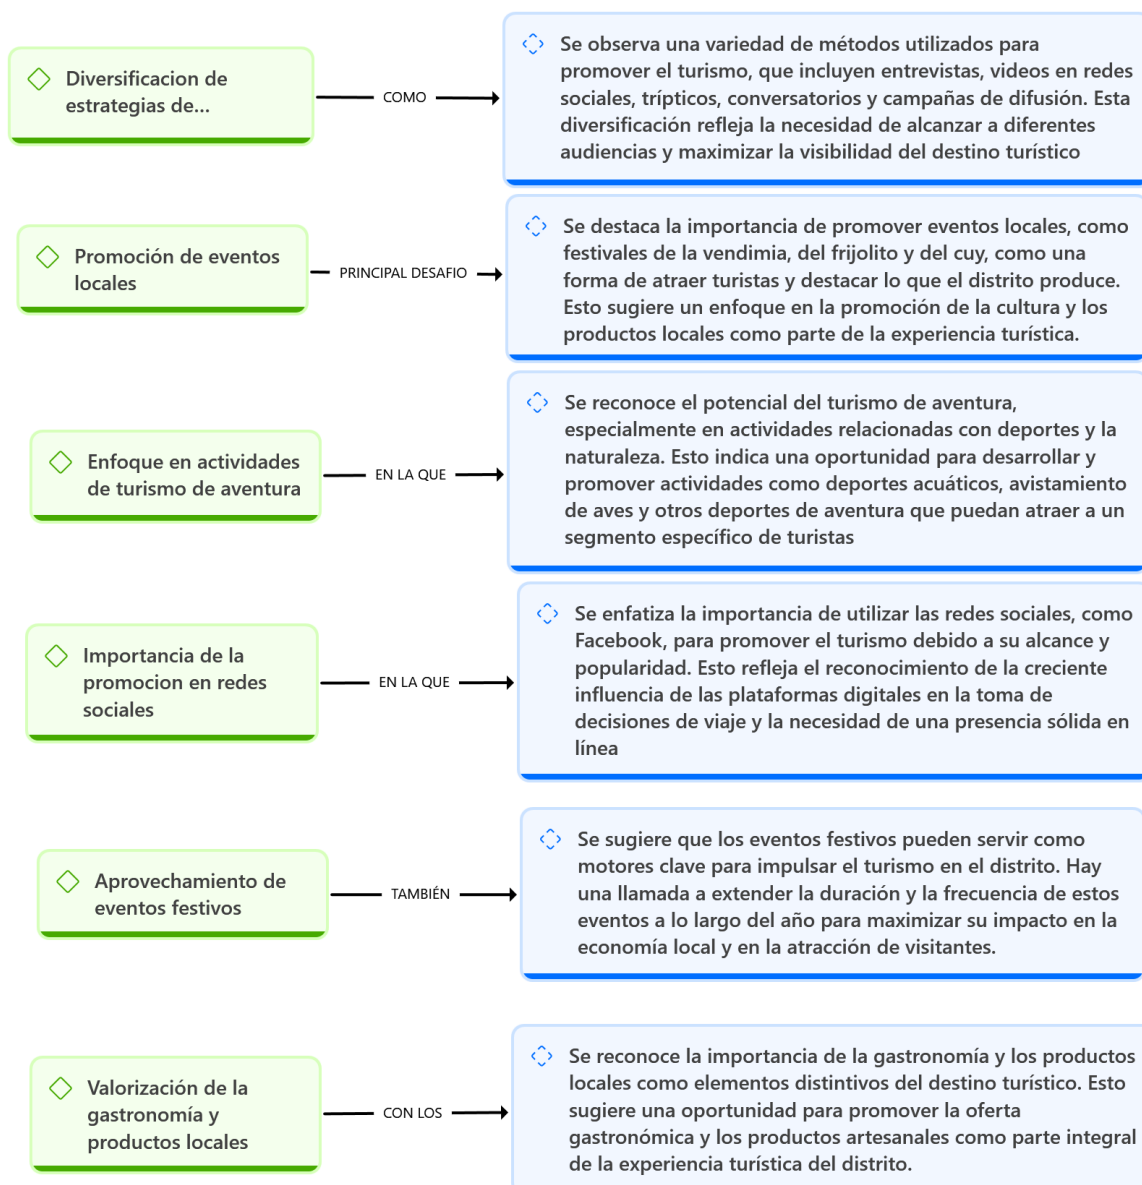 Diversificacion de
estrategias de...
COMO
Se observa una variedad de métodos utilizados para
promover el turismo, que incluyen entrevistas, videos en redes
sociales, trípticos, conversatorios y campañas de difusión. Esta
diversificación refleja la necesidad de alcanzar a diferentes
audiencias y maximizar la visibilidad del destino turístico
Promoción de eventos
locales
PRINCIPAL DESAFIO
Se destaca la importancia de promover eventos locales, como
festivales de la vendimia, del frijolito y del cuy, como una
forma de atraer turistas y destacar lo que el distrito produce.
Esto sugiere un enfoque en la promoción de la cultura y los
productos locales como parte de la experiencia turística.
Enfoque en actividades
de turismo de aventura
EN LA QUE
Se reconoce el potencial del turismo de aventura,
especialmente en actividades relacionadas con deportes y la
naturaleza. Esto indica una oportunidad para desarrollar y
promover actividades como deportes acuáticos, avistamiento
de aves y otros deportes de aventura que puedan atraer a un
segmento específico de turistas
Importancia de la
promocion en redes
sociales
EN LA QUE
Se enfatiza la importancia de utilizar las redes sociales, como
Facebook, para promover el turismo debido a su alcance y
popularidad. Esto refleja el reconocimiento de la creciente
influencia de las plataformas digitales en la toma de
decisiones de viaje y la necesidad de una presencia sólida en
línea
Aprovechamiento de
eventos festivos
TAMBIÉN
Se sugiere que los eventos festivos pueden servir como
motores clave para impulsar el turismo en el distrito. Hay
una llamada a extender la duración y la frecuencia de estos
eventos a lo largo del año para maximizar su impacto en la
economía local y en la atracción de visitantes.
Valorización de la
gastronomía y
productos locales
CON LOS
Se reconoce la importancia de la gastronomía y los productos
locales como elementos distintivos del destino turístico. Esto
sugiere una oportunidad para promover la oferta
gastronómica y los productos artesanales como parte integral
de la experiencia turística del distrito.